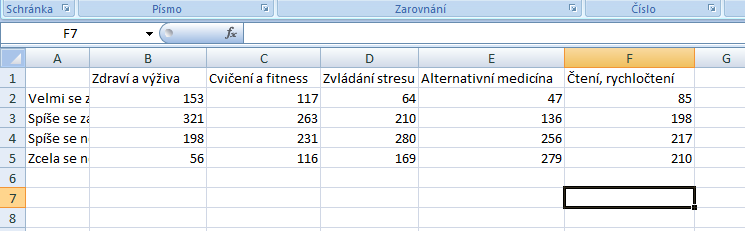 Schránka Písmo Zarovnání Číslo
F7 fx
A B C D E F G
1 Zdraví a výživa Cvičení a fitness Zvládání stresu Alternativní medicína Čtení, rychločtení
2 Velmi se z 153 117 64 47 85
3 Spíše se za 321 263 210 136 198
4 Spíše se n 198 231 280 256 217
5 Zcela se n 56 116 169 279 210
6
7
8